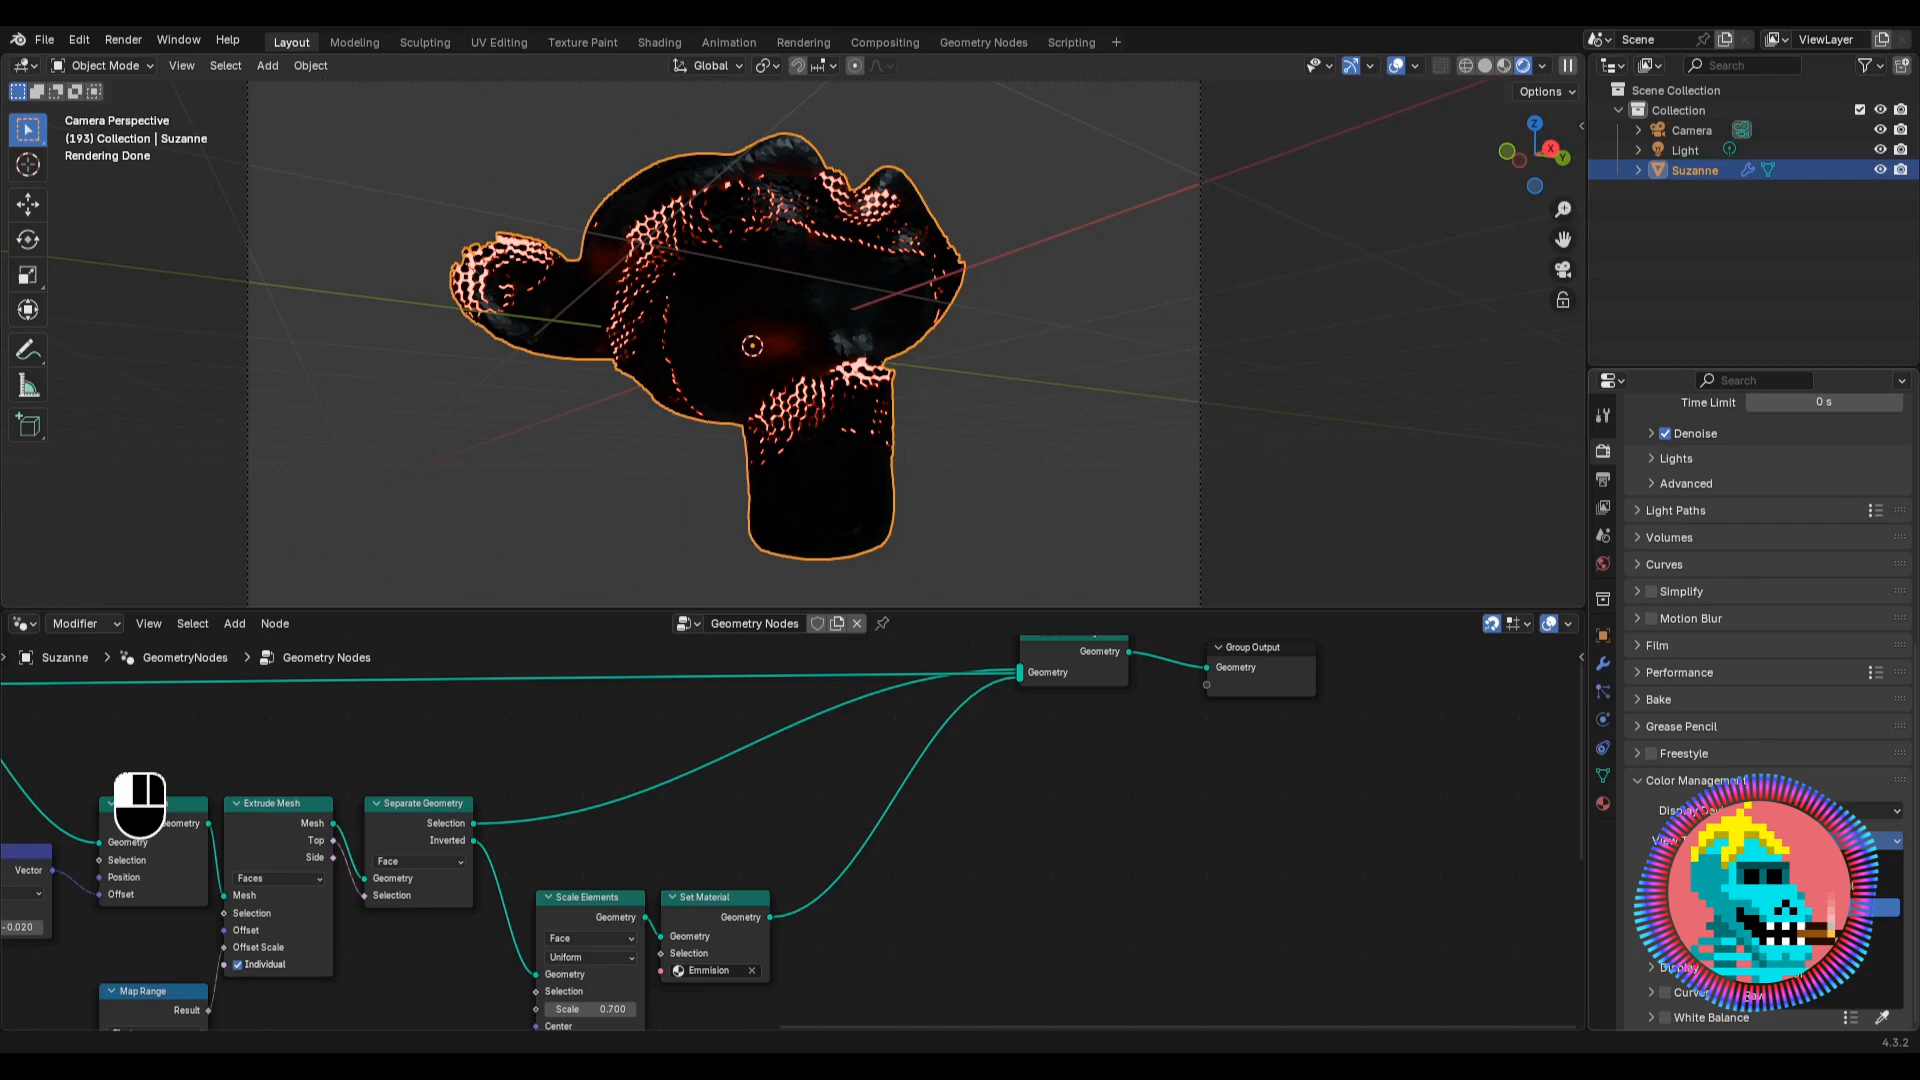 File Edit Render Window Help
Layout Modeling Sculpting UV Editing Texture Paint Shading Animation Rendering Compositing Geometry Nodes Scripting +
Scene
ViewLayer
Object Mode View Select Add Object
Global
Search
Options
Camera Perspective
(193) Collection | Suzanne
Rendering Done
Z
X
Y
Scene Collection
Collection
Camera
Light
Suzanne
Search
Time Limit 0 s
Denoise
Lights
Advanced
Light Paths
Volumes
Curves
Simplify
Motion Blur
Film
Performance
Bake
Grease Pencil
Freestyle
Color Management
White Balance
4.3.2
Modifier View Select Add Node
Geometry Nodes
Suzanne > GeometryNodes > Geometry Nodes
Geometry
Geometry
Group Output
Geometry
Vector
-0.020
Geometry
Selection
Position
Offset
Extrude Mesh
Mesh
Top
Side
Faces
Mesh
Selection
Offset
Offset Scale
Individual
Separate Geometry
Selection
Inverted
Face
Geometry
Selection
Map Range
Result
Scale Elements
Geometry
Face
Uniform
Geometry
Selection
Scale 0.700
Center
Set Material
Geometry
Geometry
Selection
Emmision